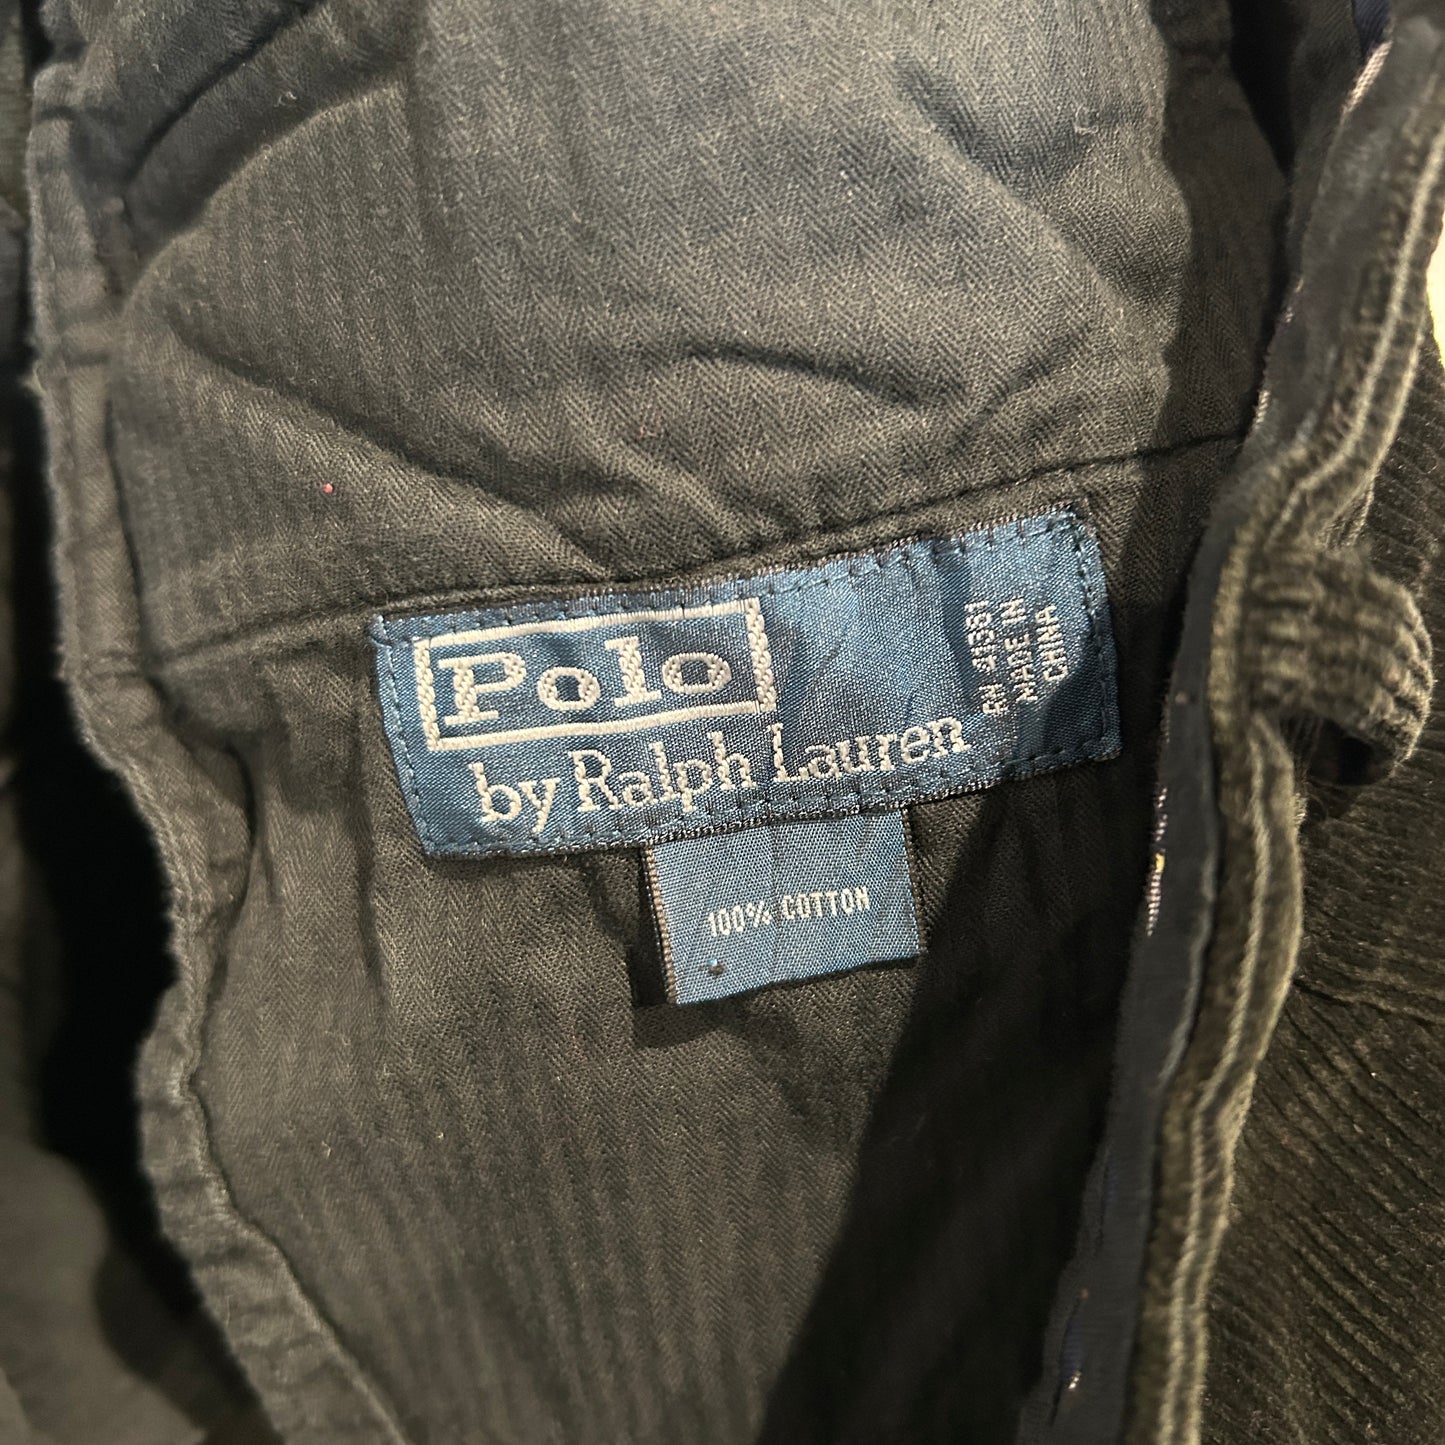 Polo
by Ralph Lauren
RN 41381
MADE IN
CHINA
100% COTTON